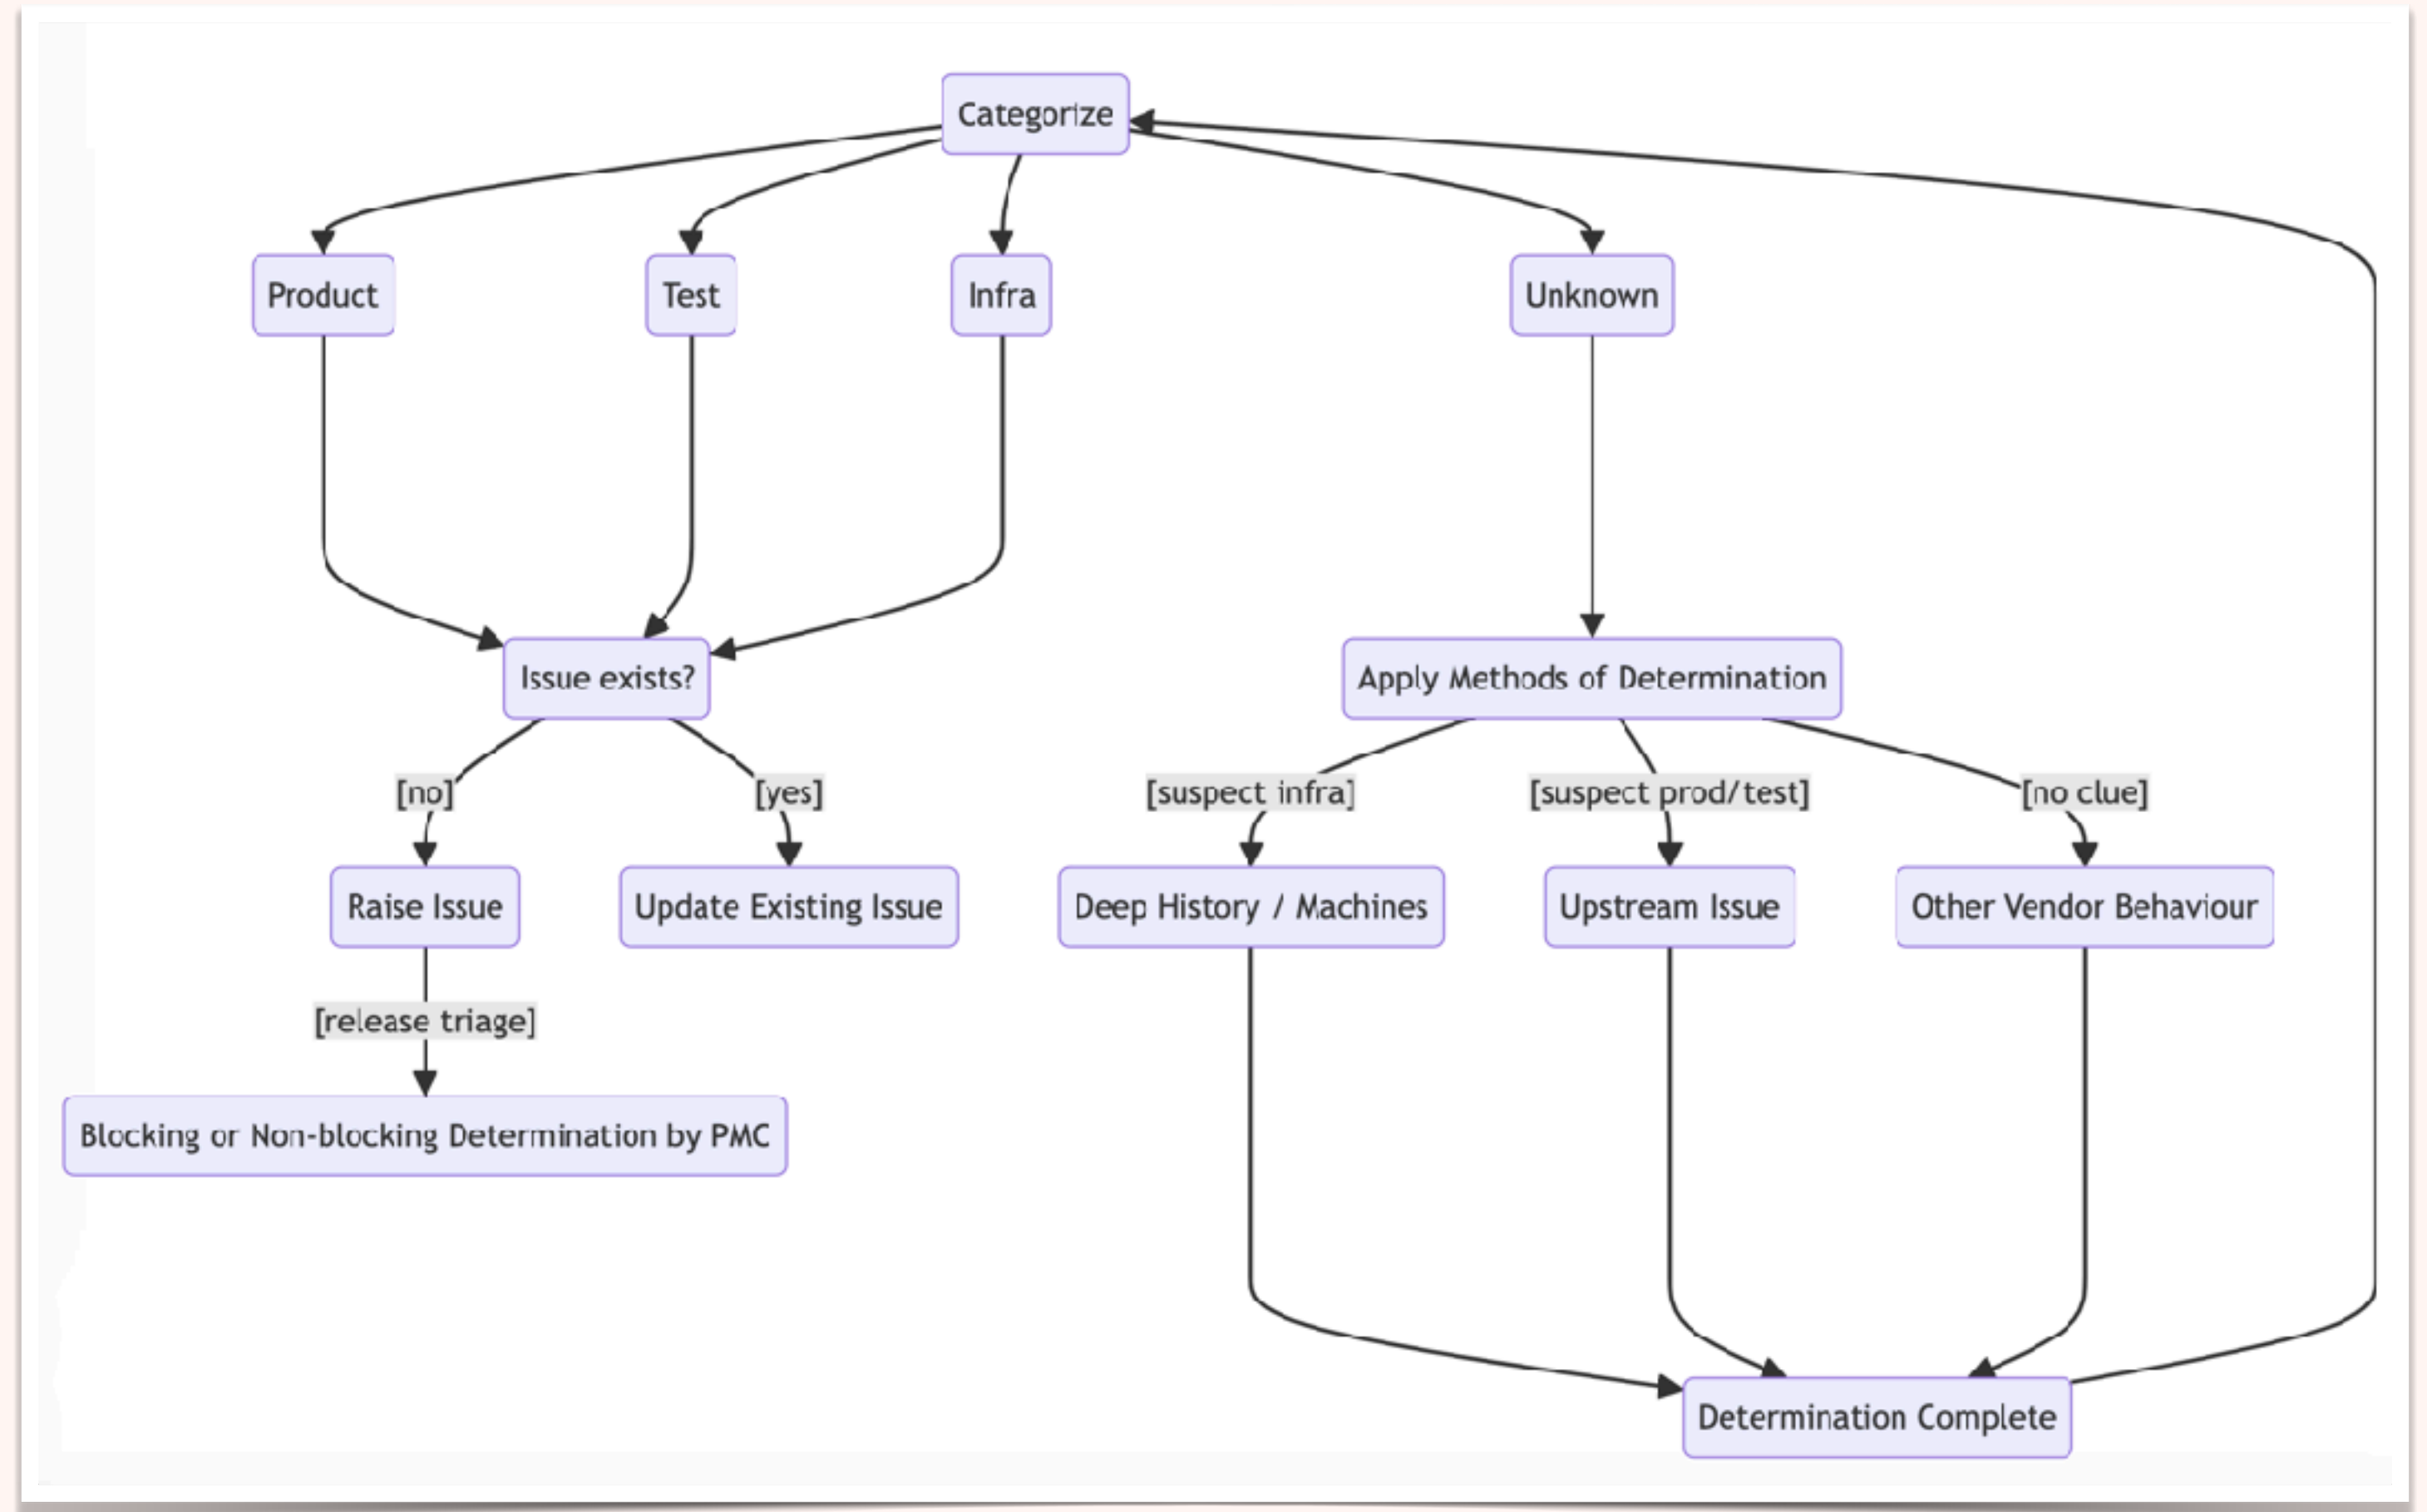 Categorize
Product
Test
Infra
Unknown
Issue exists?
Apply Methods of Determination
[no]
[yes]
[suspect infra]
[suspect prod/test]
[no clue]
Raise Issue
Update Existing Issue
Deep History / Machines
Upstream Issue
Other Vendor Behaviour
[release triage]
Blocking or Non-blocking Determination by PMC
Determination Complete